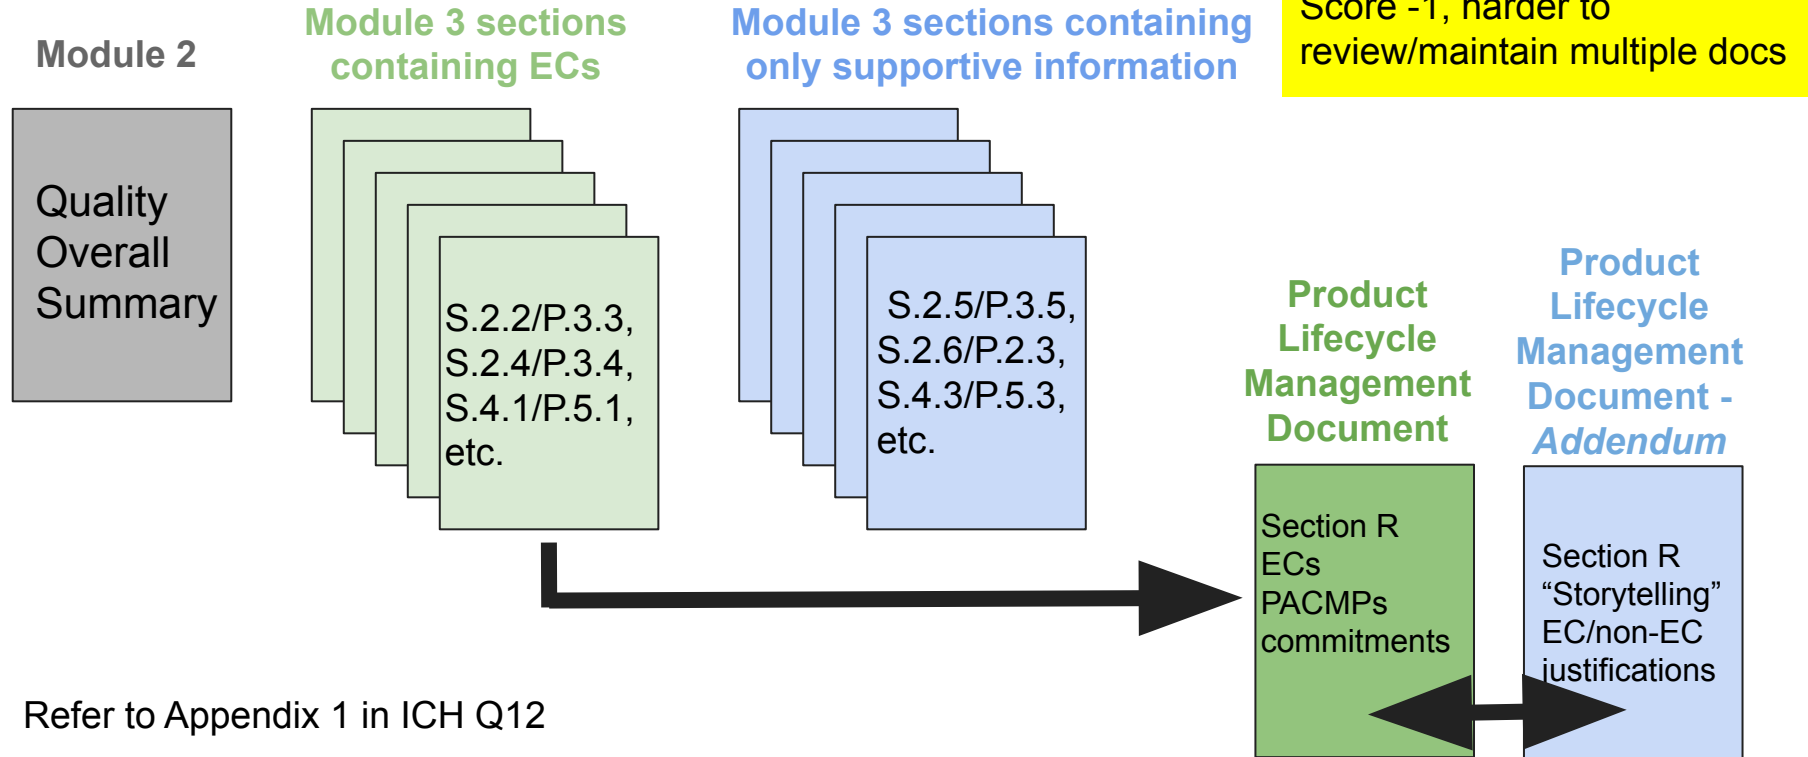 Module 2
Quality
Overall
Summary
Module 3 sections
containing ECs
S.2.2/P.3.3,
S.2.4/P.3.4,
S.4.1/P.5.1,
etc.
Module 3 sections containing
only supportive information
S.2.5/P.3.5,
S.2.6/P.2.3,
S.4.3/P.5.3,
etc.
Score -1, harder to
review/maintain multiple docs
Product
Lifecycle
Management
Document
Section R
ECs
PACMPs
commitments
Product
Lifecycle
Management
Document -
Addendum
Section R
“Storytelling”
EC/non-EC
justifications
Refer to Appendix 1 in ICH Q12